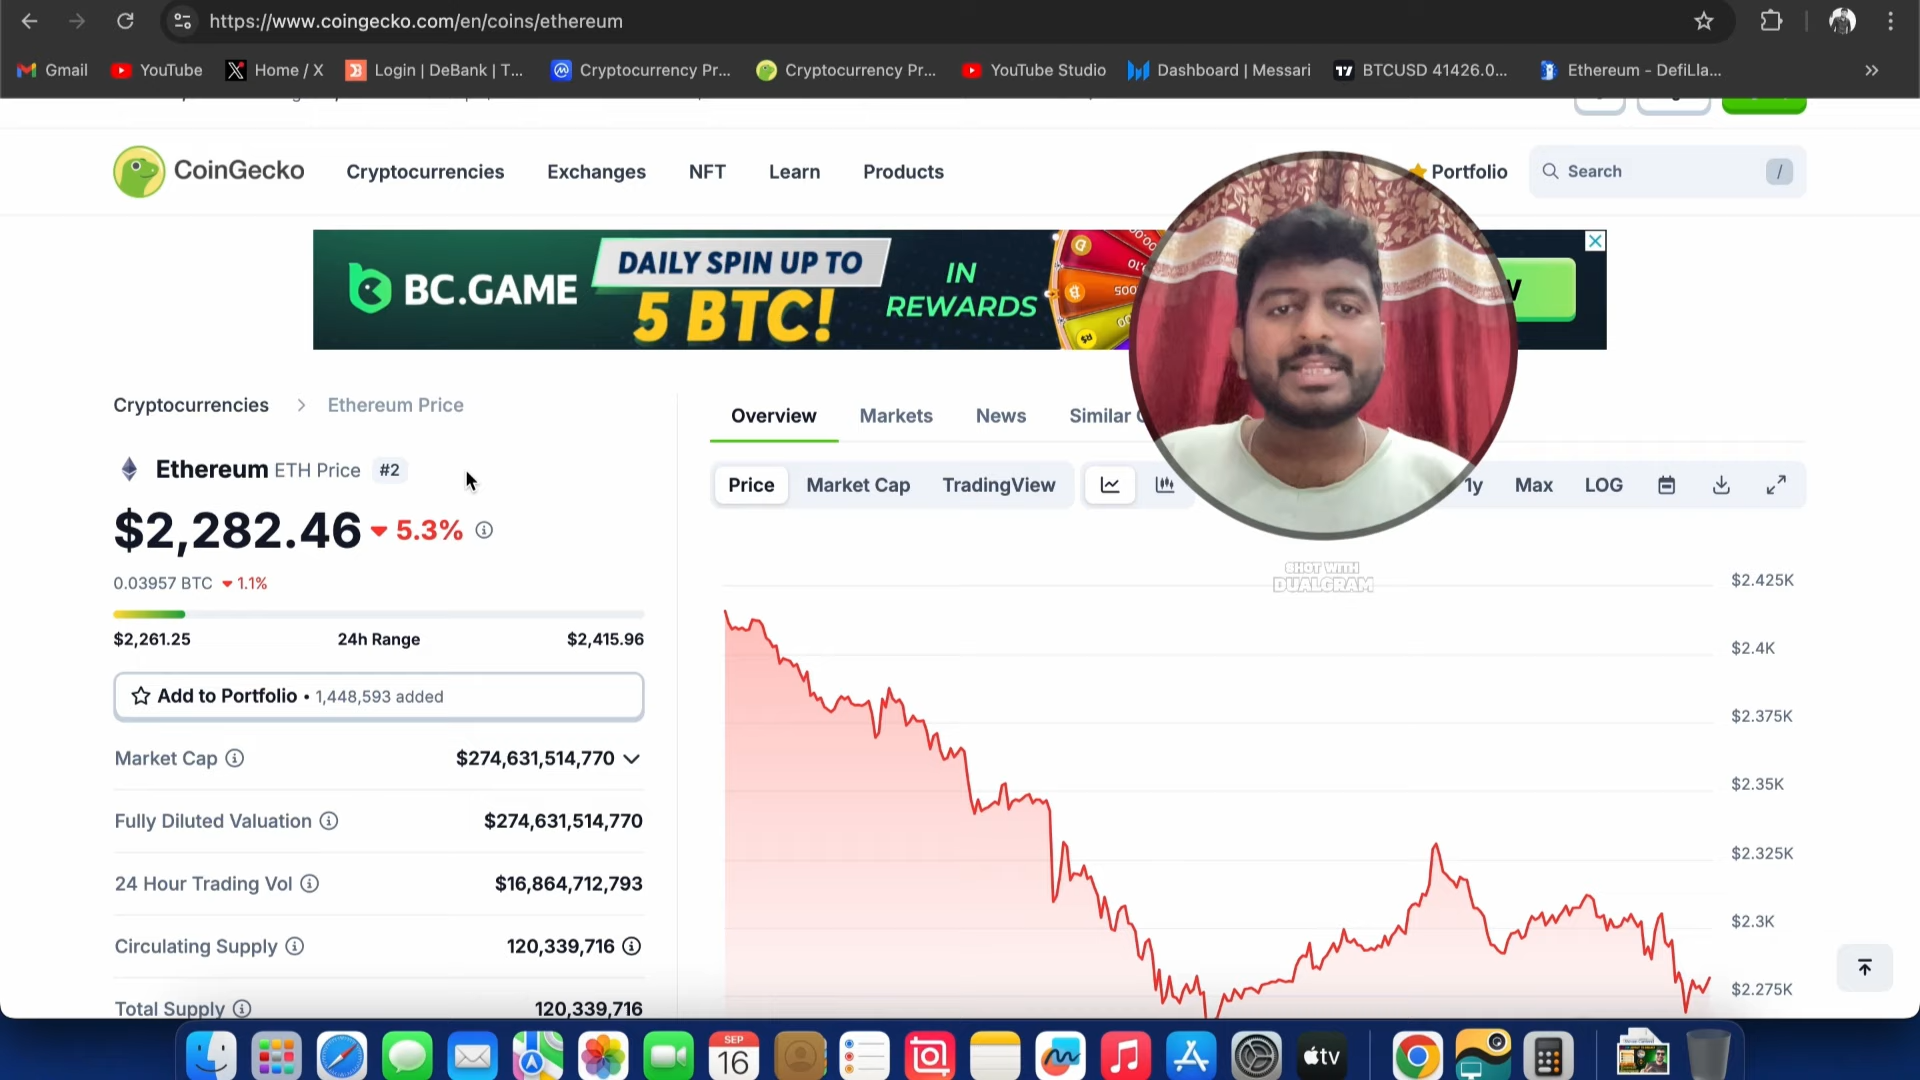 https://www.coingecko.com/en/coins/ethereum
Gmail
YouTube
Home / X
Login | DeBank | T...
Cryptocurrency Pr...
Cryptocurrency Pr...
YouTube Studio
Dashboard | Messari
BTCUSD 41426.0...
Ethereum - DefiLla...
CoinGecko
Cryptocurrencies
Exchanges
NFT
Learn
Products
Portfolio
Search
/
BC.GAME
DAILY SPIN UP TO
5 BTC!
IN
REWARDS
Cryptocurrencies > Ethereum Price
Overview
Markets
News
Similar
Ethereum ETH Price #2
Price
Market Cap
TradingView
1y
Max
LOG
$2,282.46 5.3%
0.03957 BTC 1.1%
$2,261.25 24h Range $2,415.96
Add to Portfolio • 1,448,593 added
Market Cap $274,631,514,770
Fully Diluted Valuation $274,631,514,770
24 Hour Trading Vol $16,864,712,793
Circulating Supply 120,339,716
Total Supply 120,339,716
SHOT WITH
DUALGRAM
$2.425K
$2.4K
$2.375K
$2.35K
$2.325K
$2.3K
$2.275K
SEP
16
tv